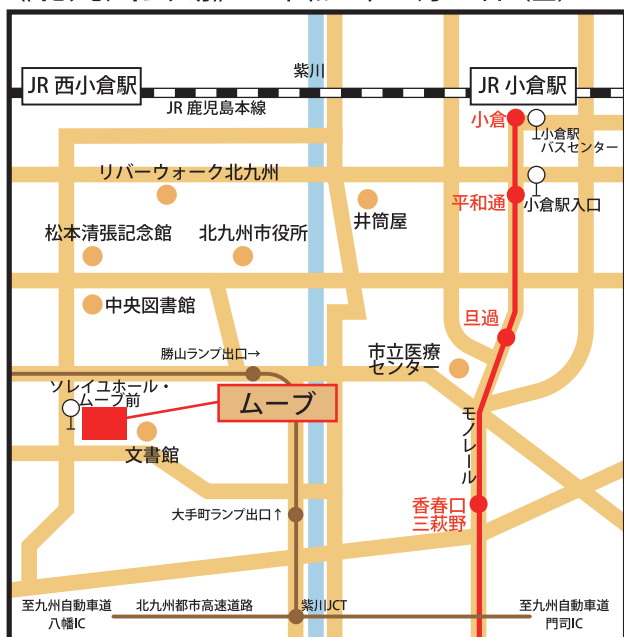 紫川
JR 西小倉駅
JR 小倉駅
JR 鹿児島本線
小倉
小倉駅
バスセンター
リバーウォーク北九州
平和通
小倉駅入口
井筒屋
松本清張記念館
北九州市役所
中央図書館
旦過
勝山ランプ出口→
市立医療
センター
ソレイユホール・
ムーブ前
ムーブ
モノレール
文書館
香春口
三萩野
大手町ランプ出口↑
至九州自動車道
八幡IC
北九州都市高速道路
紫川JCT
至九州自動車道
門司IC